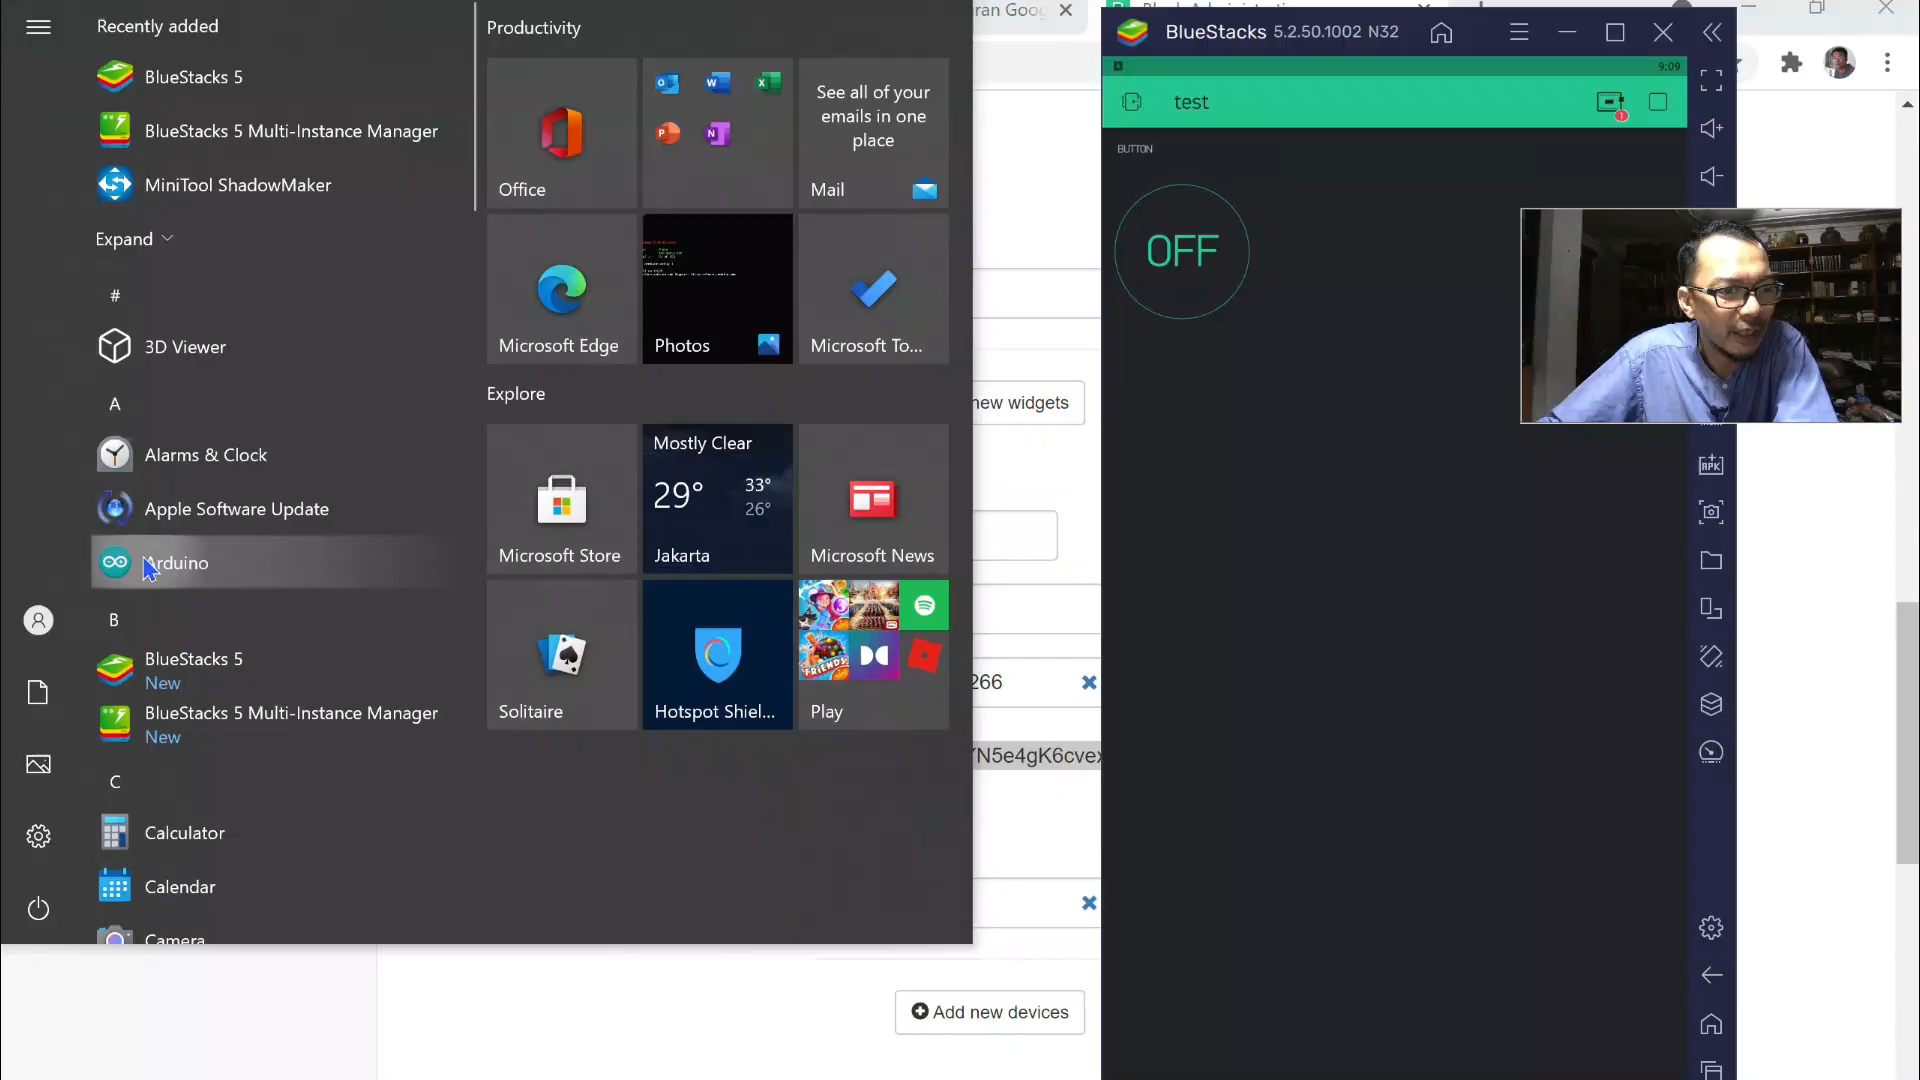 Recently added
BlueStacks 5
BlueStacks 5 Multi-Instance Manager
MiniTool ShadowMaker
Expand
#
3D Viewer
A
Alarms & Clock
Apple Software Update
Arduino
B
BlueStacks 5
New
BlueStacks 5 Multi-Instance Manager
New
C
Calculator
Calendar
Camera
Productivity
Office
See all of your
emails in one
place
Mail
Microsoft Edge
Photos
Microsoft To...
Explore
Microsoft Store
Mostly Clear
29°
33°
26°
Jakarta
Microsoft News
Solitaire
Hotspot Shiel...
FRIENDS
Play
new widgets
266
N5e4gK6cvex
Add new devices
BlueStacks 5.2.50.1002 N32
9:09
test
BUTTON
OFF
APK